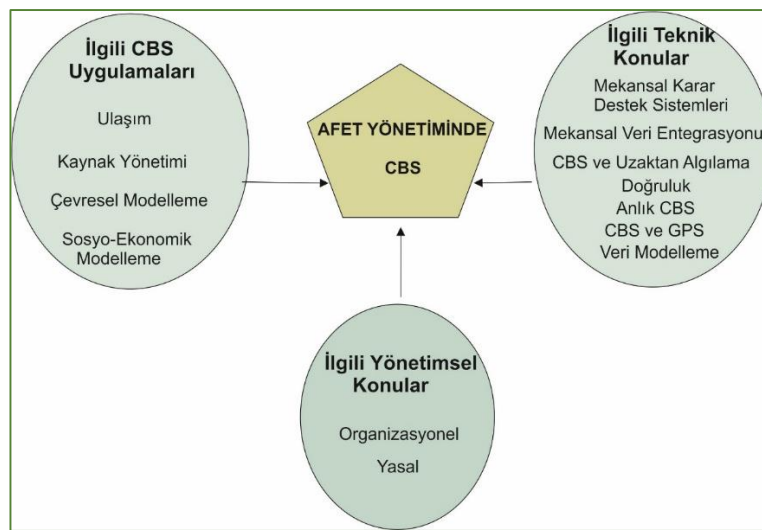 İlgili CBS
Uygulamaları
Ulaşım
Kaynak Yönetimi
Çevresel Modelleme
Sosyo-Ekonomik
Modelleme
AFET YÖNETİMİNDE
CBS
İlgili Teknik
Konular
Mekansal Karar
Destek Sistemleri
Mekansal Veri Entegrasyonu
CBS ve Uzaktan Algılama
Doğruluk
Anlık CBS
CBS ve GPS
Veri Modelleme
İlgili Yönetimsel
Konular
Organizasyonel
Yasal